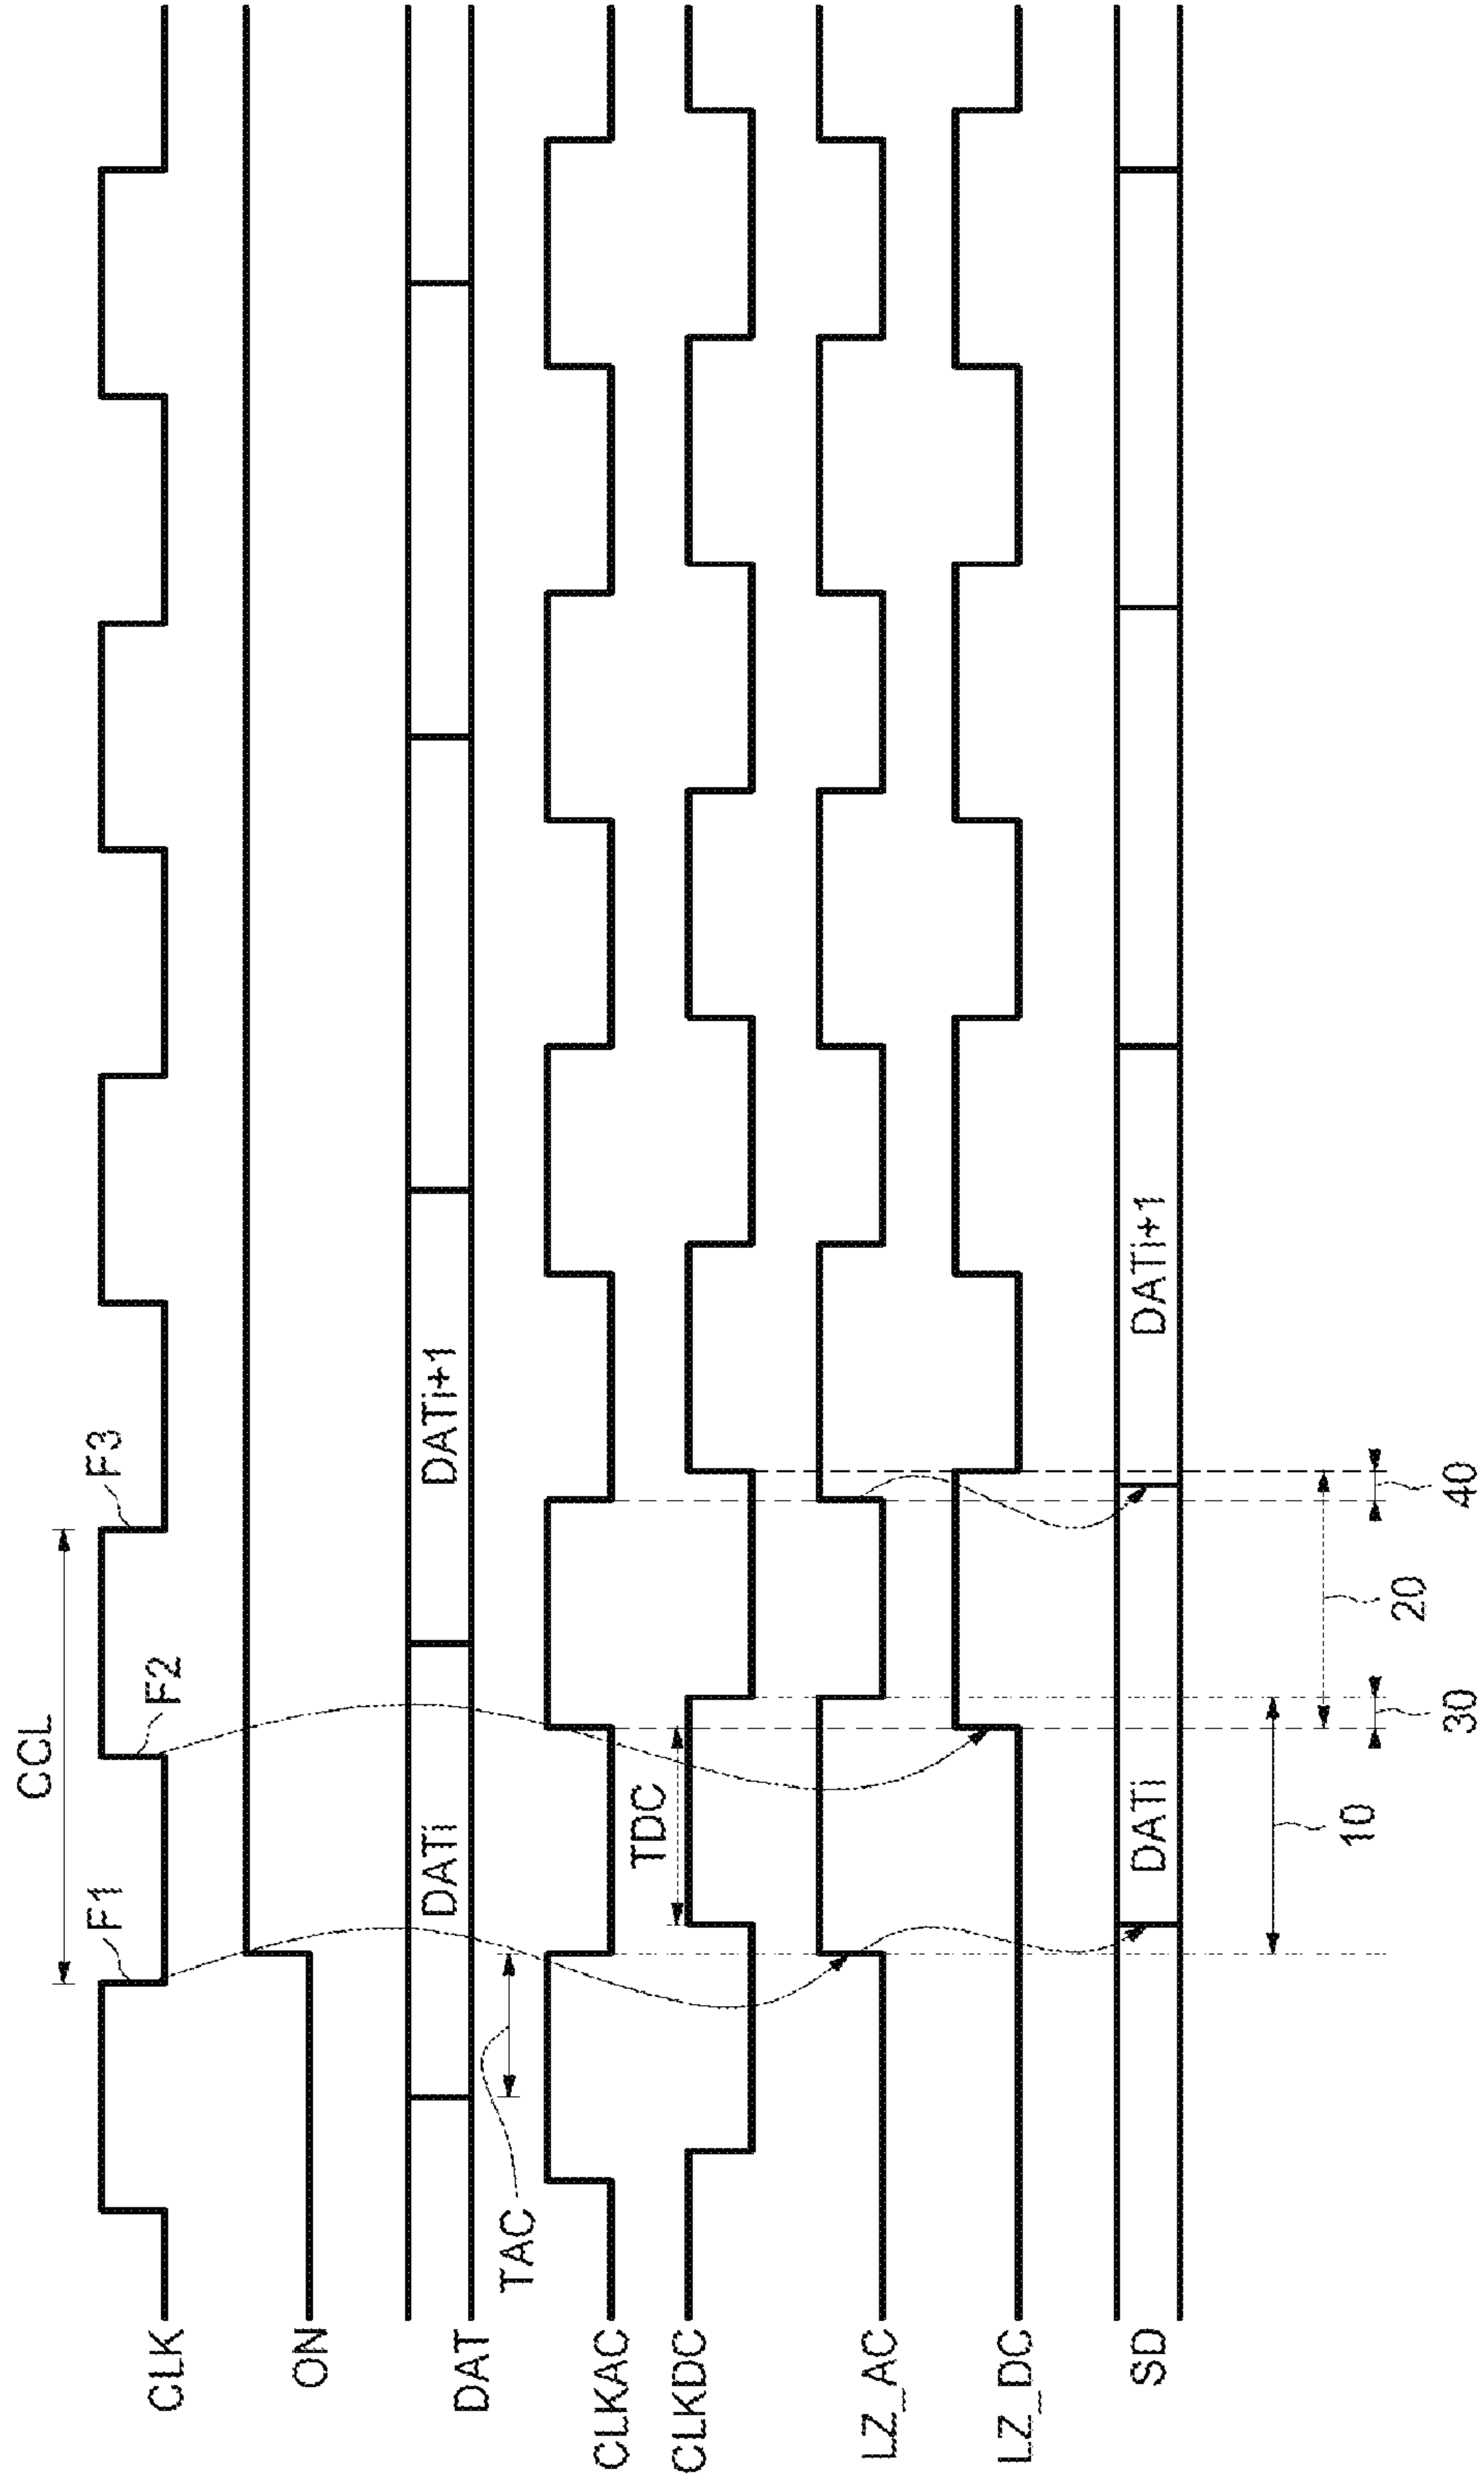 CCL
F1
F2
F3
CLK
ON
DAT
DATi
DATi+1
TAC
CLKAC
TDC
CLKDC
LZ_AC
LZ_DC
SD
DATi
DATi+1
10
30
20
40